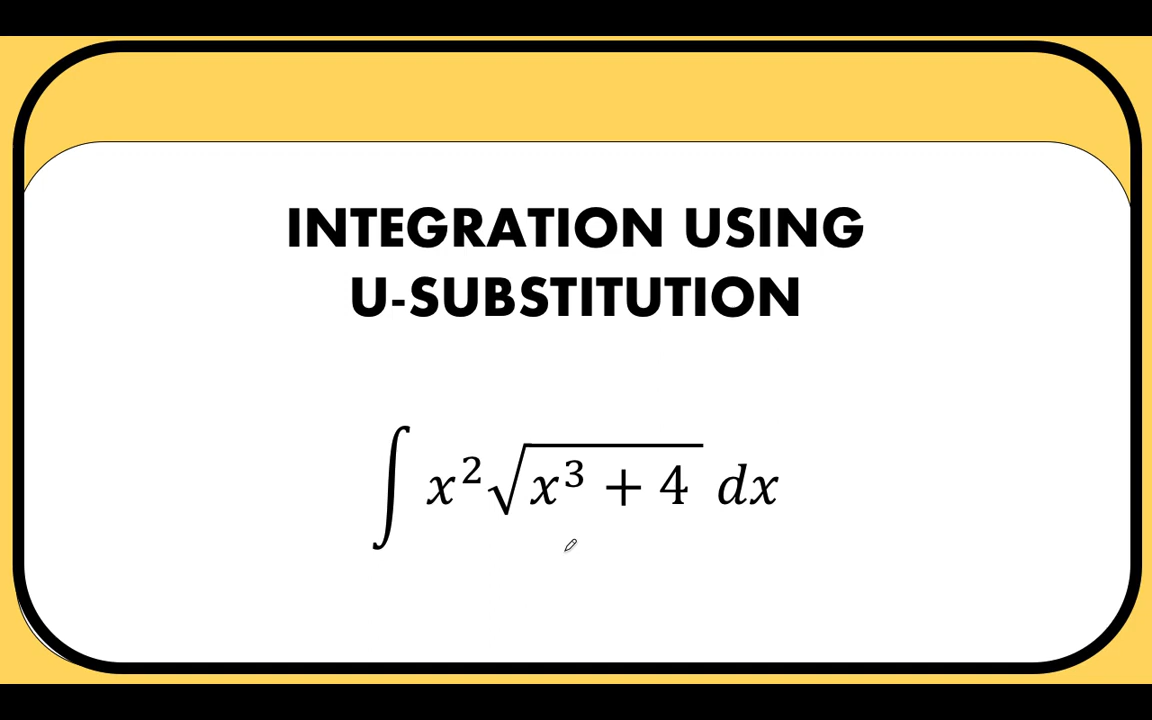 INTEGRATION USING
U-SUBSTITUTION
∫ x²√(x³ + 4) dx